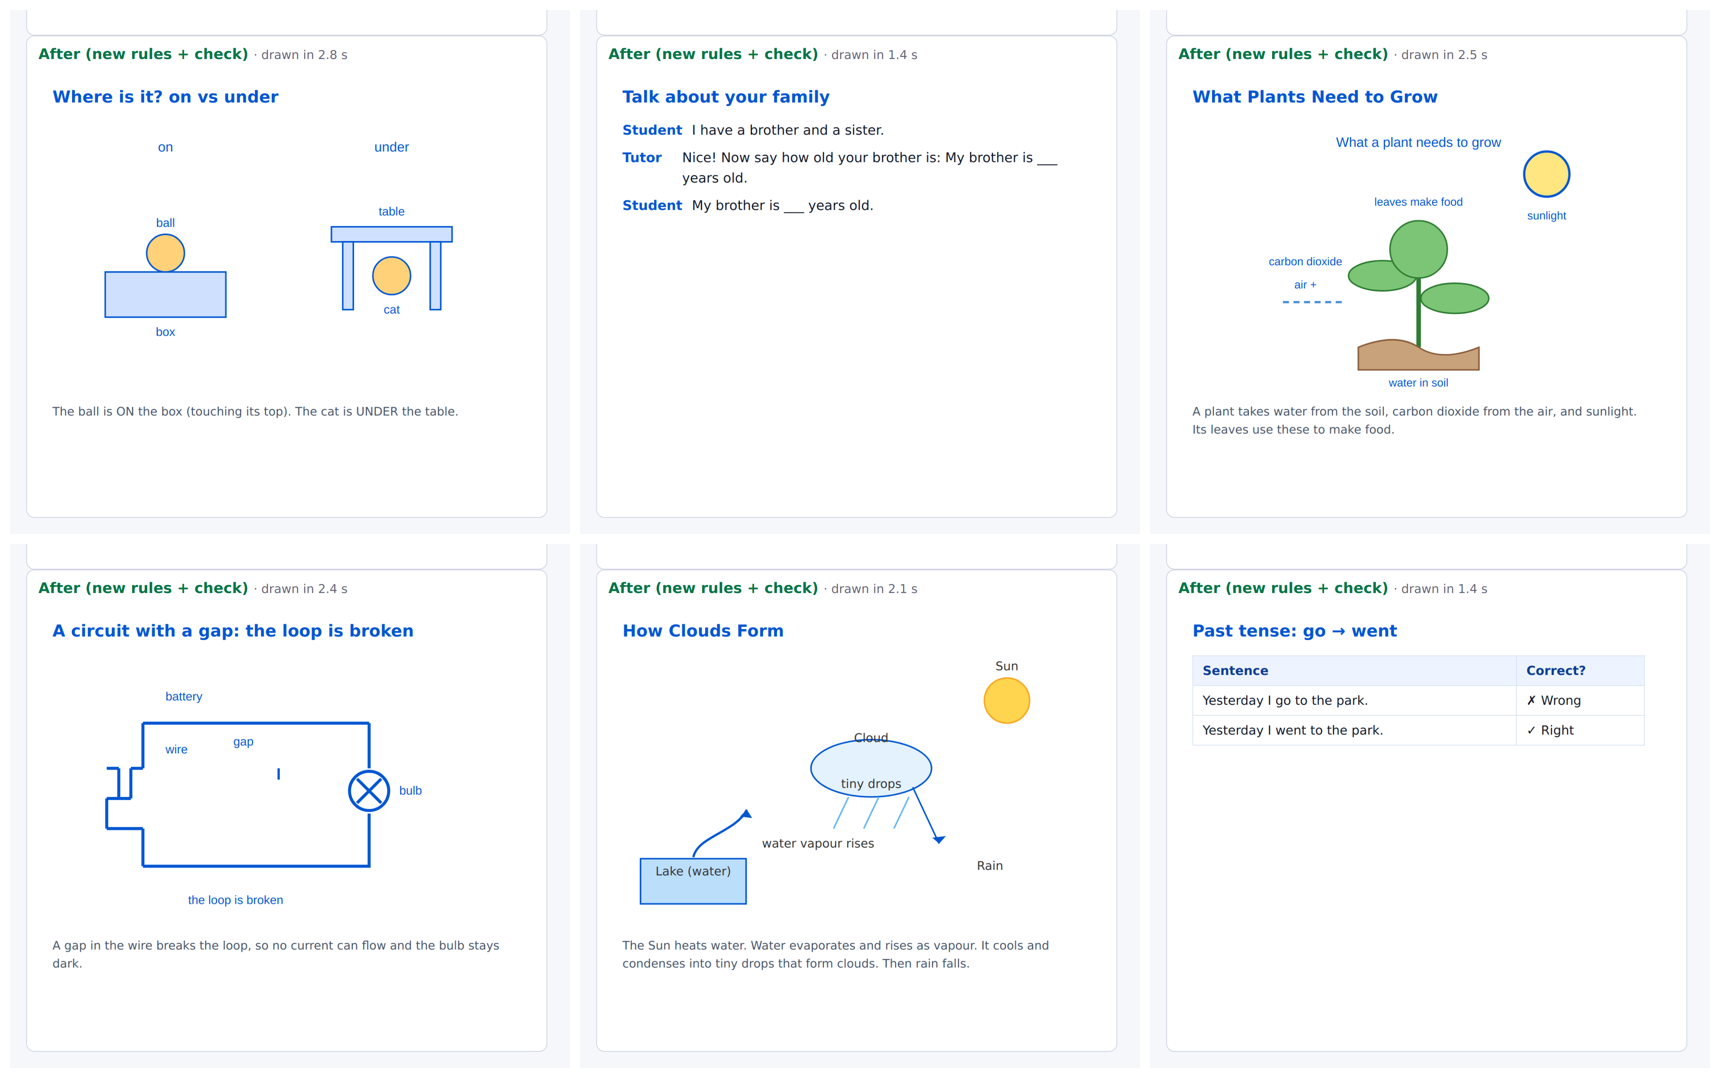 After (new rules + check) · drawn in 2.8 s
Where is it? on vs under
on
under
table
ball
cat
box
The ball is ON the box (touching its top). The cat is UNDER the table.
After (new rules + check) · drawn in 1.4 s
Talk about your family
Student I have a brother and a sister.
Tutor Nice! Now say how old your brother is: My brother is ___
years old.
Student My brother is ___ years old.
After (new rules + check) · drawn in 2.5 s
What Plants Need to Grow
What a plant needs to grow
leaves make food
sunlight
carbon dioxide
air +
water in soil
A plant takes water from the soil, carbon dioxide from the air, and sunlight.
Its leaves use these to make food.
After (new rules + check) · drawn in 2.4 s
A circuit with a gap: the loop is broken
battery
gap
wire
bulb
the loop is broken
A gap in the wire breaks the loop, so no current can flow and the bulb stays
dark.
After (new rules + check) · drawn in 2.1 s
How Clouds Form
Sun
Cloud
tiny drops
water vapour rises
Rain
Lake (water)
The Sun heats water. Water evaporates and rises as vapour. It cools and
condenses into tiny drops that form clouds. Then rain falls.
After (new rules + check) · drawn in 1.4 s
Past tense: go → went
Sentence Correct?
Yesterday I go to the park. ✗ Wrong
Yesterday I went to the park. ✓ Right